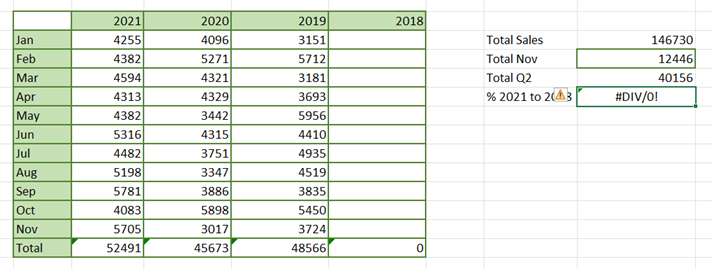 2021 2020 2019 2018
Jan 4255 4096 3151 Total Sales 146730
Feb 4382 5271 5712 Total Nov 12446
Mar 4594 4321 3181 Total Q2 40156
Apr 4313 4329 3693 % 2021 to 2018 #DIV/0!
May 4382 3442 5956
Jun 5316 4315 4410
Jul 4482 3751 4935
Aug 5198 3347 4519
Sep 5781 3886 3835
Oct 4083 5898 5450
Nov 5705 3017 3724
Total 52491 45673 48566 0